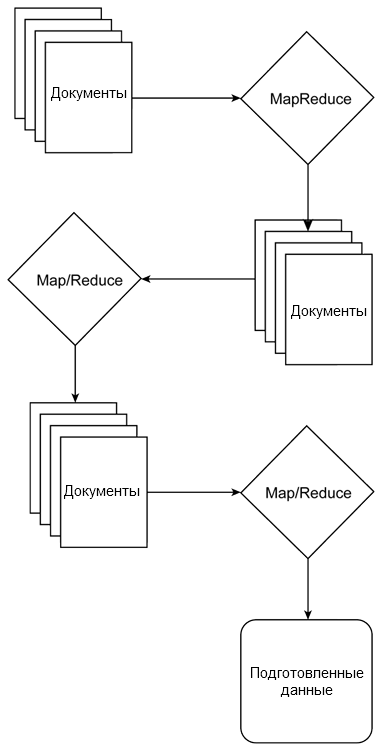 Документы
MapReduce
Map/Reduce
Документы
Документы
Map/Reduce
Подготовленные
данные